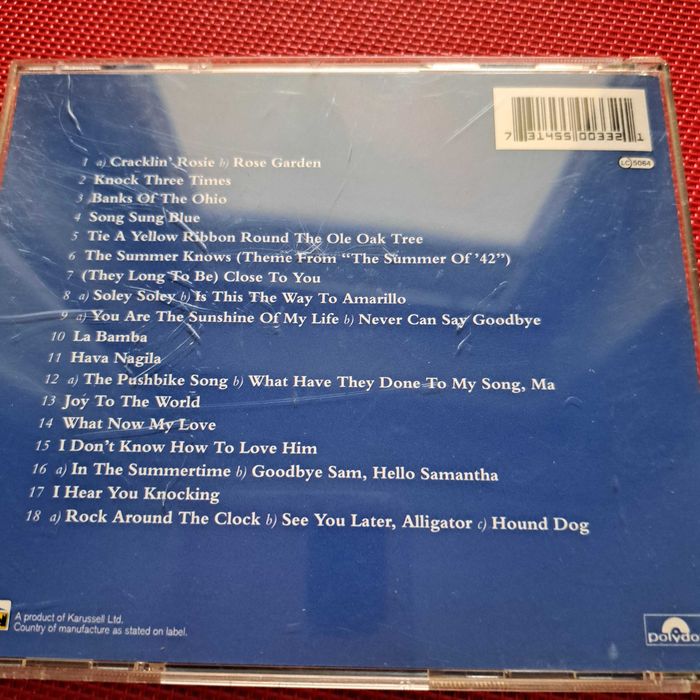 7 31455 00332 1
LC 5064
1 a) Cracklin' Rosie b) Rose Garden
2 Knock Three Times
3 Banks Of The Ohio
4 Song Sung Blue
5 Tie A Yellow Ribbon Round The Ole Oak Tree
6 The Summer Knows (Theme From "The Summer Of '42")
7 (They Long To Be) Close To You
8 a) Soley Soley b) Is This The Way To Amarillo
9 a) You Are The Sunshine Of My Life b) Never Can Say Goodbye
10 La Bamba
11 Hava Nagila
12 a) The Pushbike Song b) What Have They Done To My Song, Ma
13 Joy To The World
14 What Now My Love
15 I Don't Know How To Love Him
16 a) In The Summertime b) Goodbye Sam, Hello Samantha
17 I Hear You Knocking
18 a) Rock Around The Clock b) See You Later, Alligator c) Hound Dog
A product of Karussell Ltd.
Country of manufacture as stated on label.
polydo